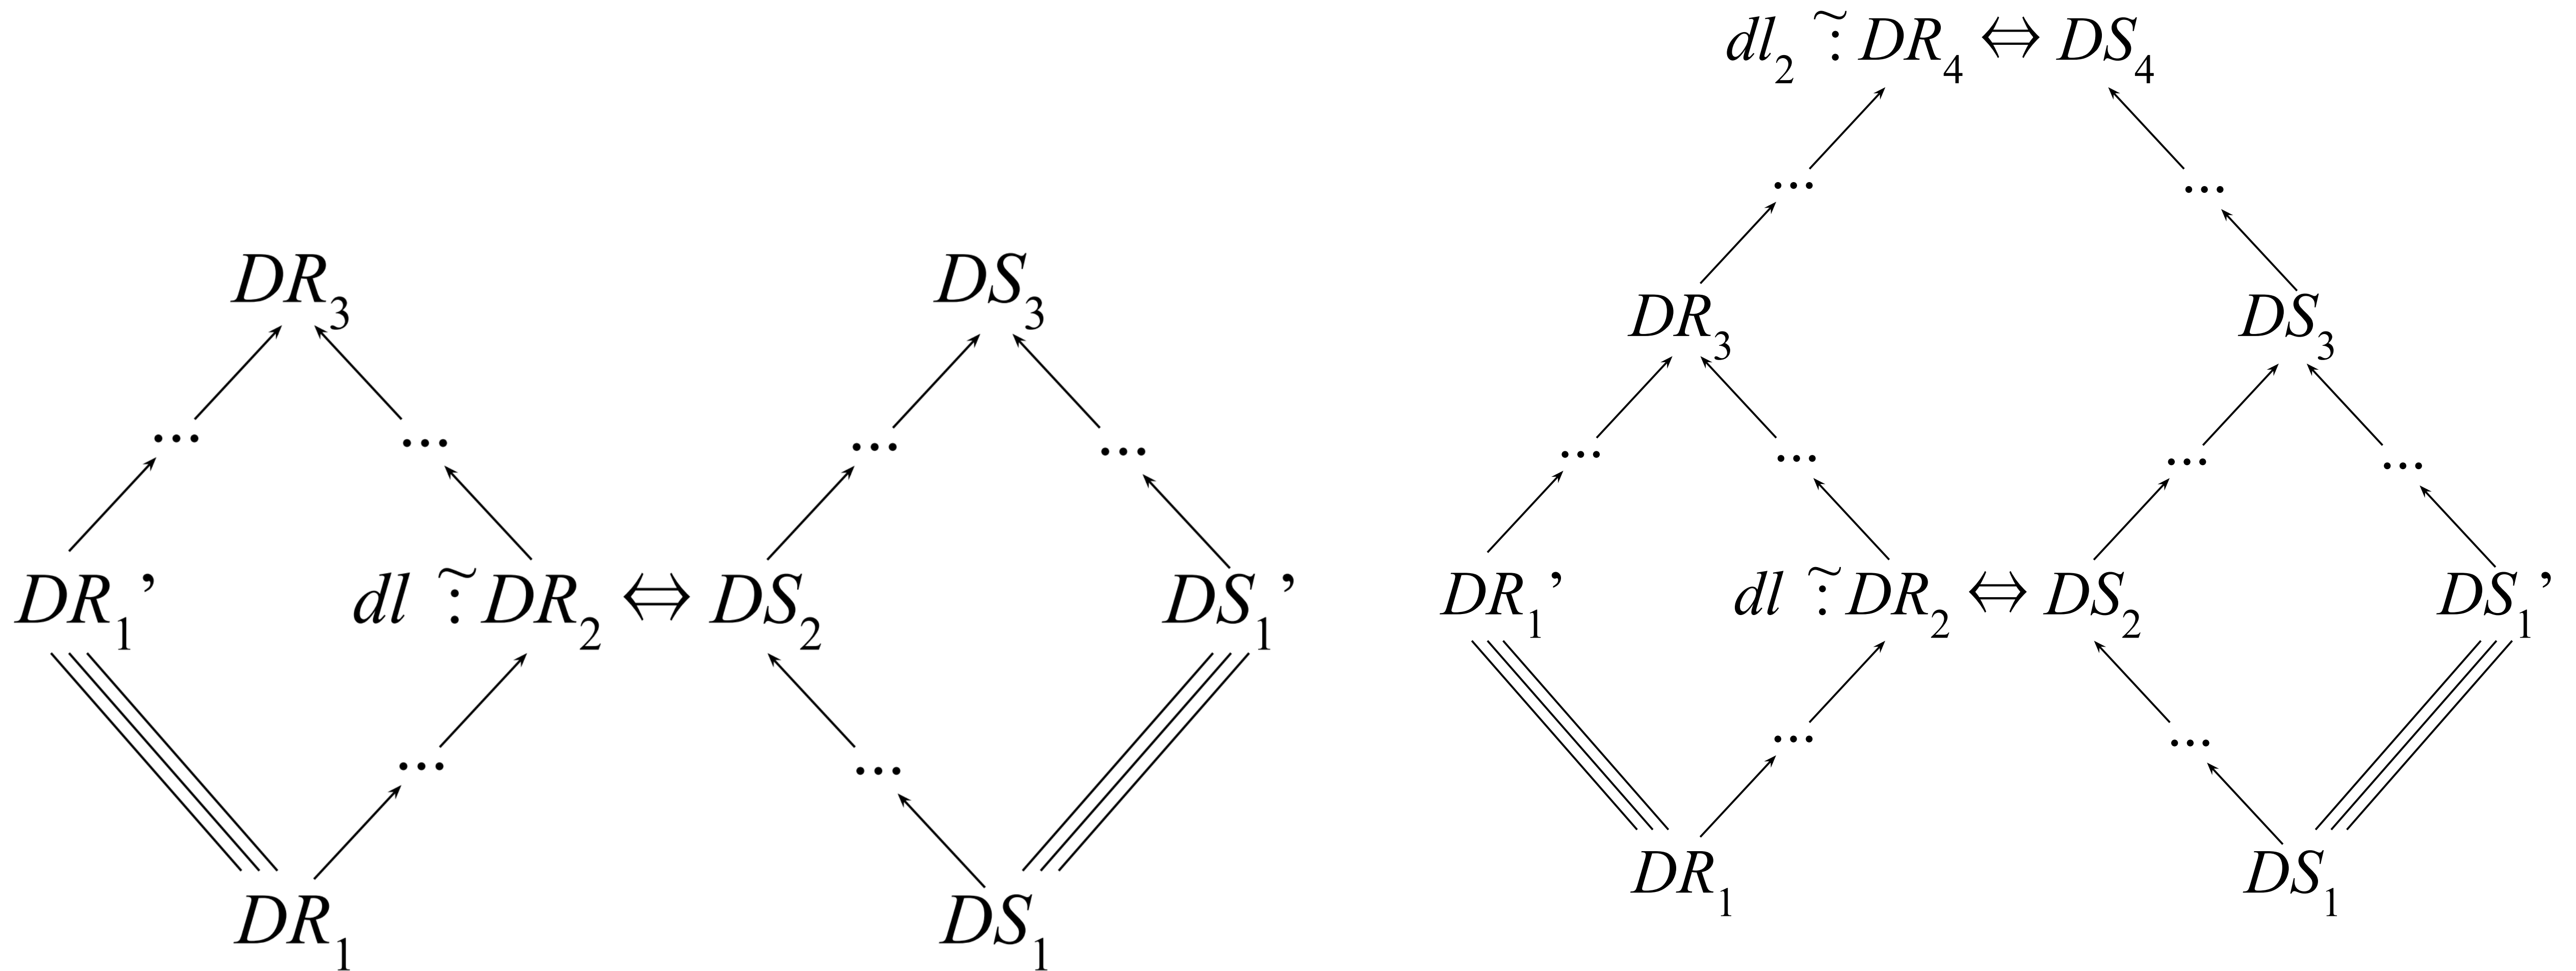 dl₂ ⩪ DR₄ ⇔ DS₄
... ...
DR₃ DS₃
... ... ... ...
DR₁’ dl ⁓⋮ DR₂ ⇔ DS₂ DS₁’
... ...
DR₁ DS₁
DR₃ DS₃
... ... ... ...
DR₁’ dl ⁓⋮ DR₂ ⇔ DS₂ DS₁’
... ...
DR₁ DS₁